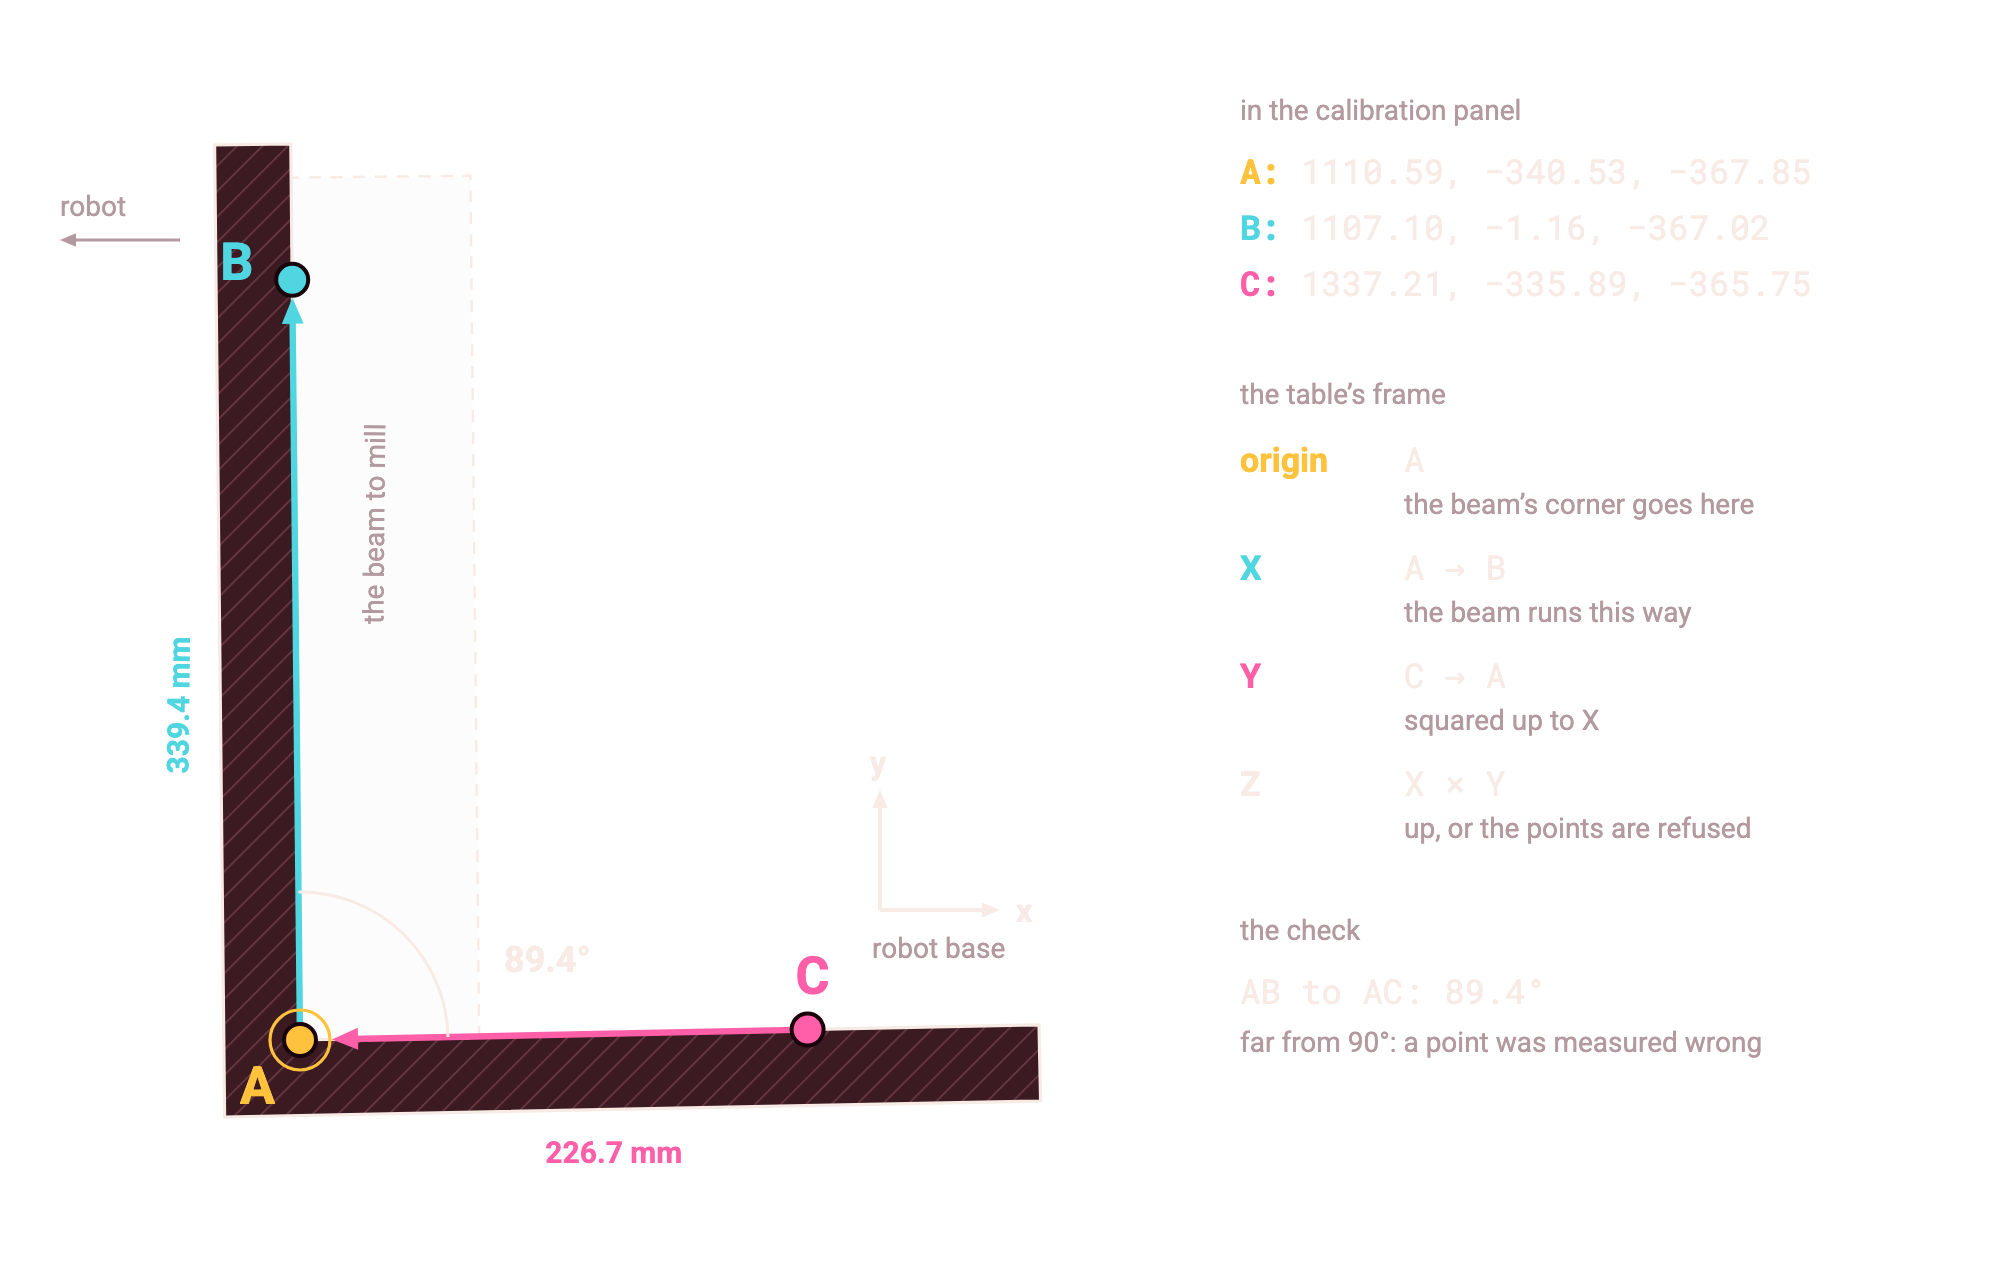 robot
B
the beam to mill
339.4 mm
89.4°
A
C
226.7 mm
y
x
robot base
in the calibration panel
A: 1110.59, −340.53, −367.85
B: 1107.10, −1.16, −367.02
C: 1337.21, −335.89, −365.75
the table’s frame
origin A
the beam’s corner goes here
X A → B
the beam runs this way
Y C → A
squared up to X
Z X × Y
up, or the points are refused
the check
AB to AC: 89.4°
far from 90°: a point was measured wrong